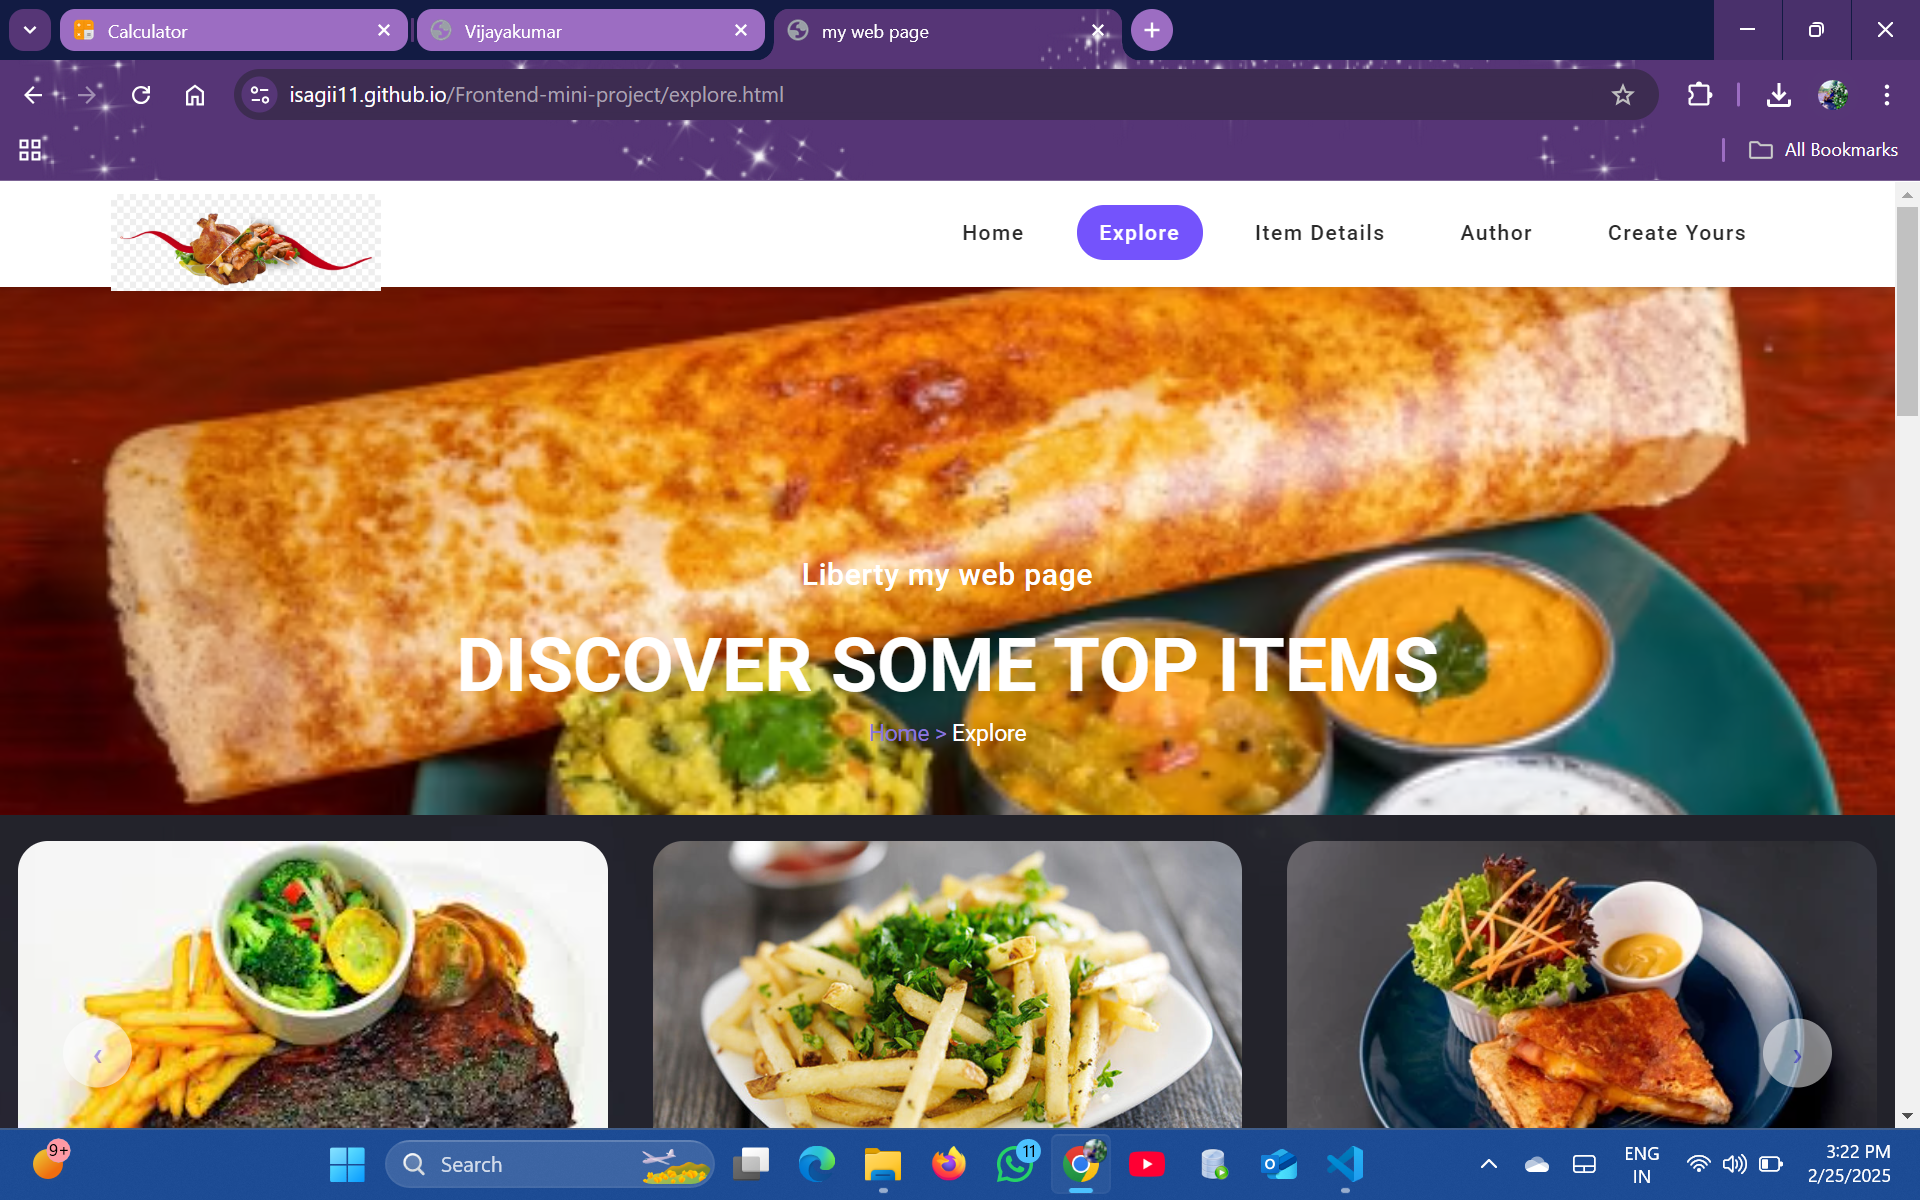 Calculator
Vijayakumar
my web page
isagii11.github.io/Frontend-mini-project/explore.html
All Bookmarks
Home
Explore
Item Details
Author
Create Yours
Liberty my web page
DISCOVER SOME TOP ITEMS
Home > Explore
9+
Search
11
ENG
IN
3:22 PM
2/25/2025